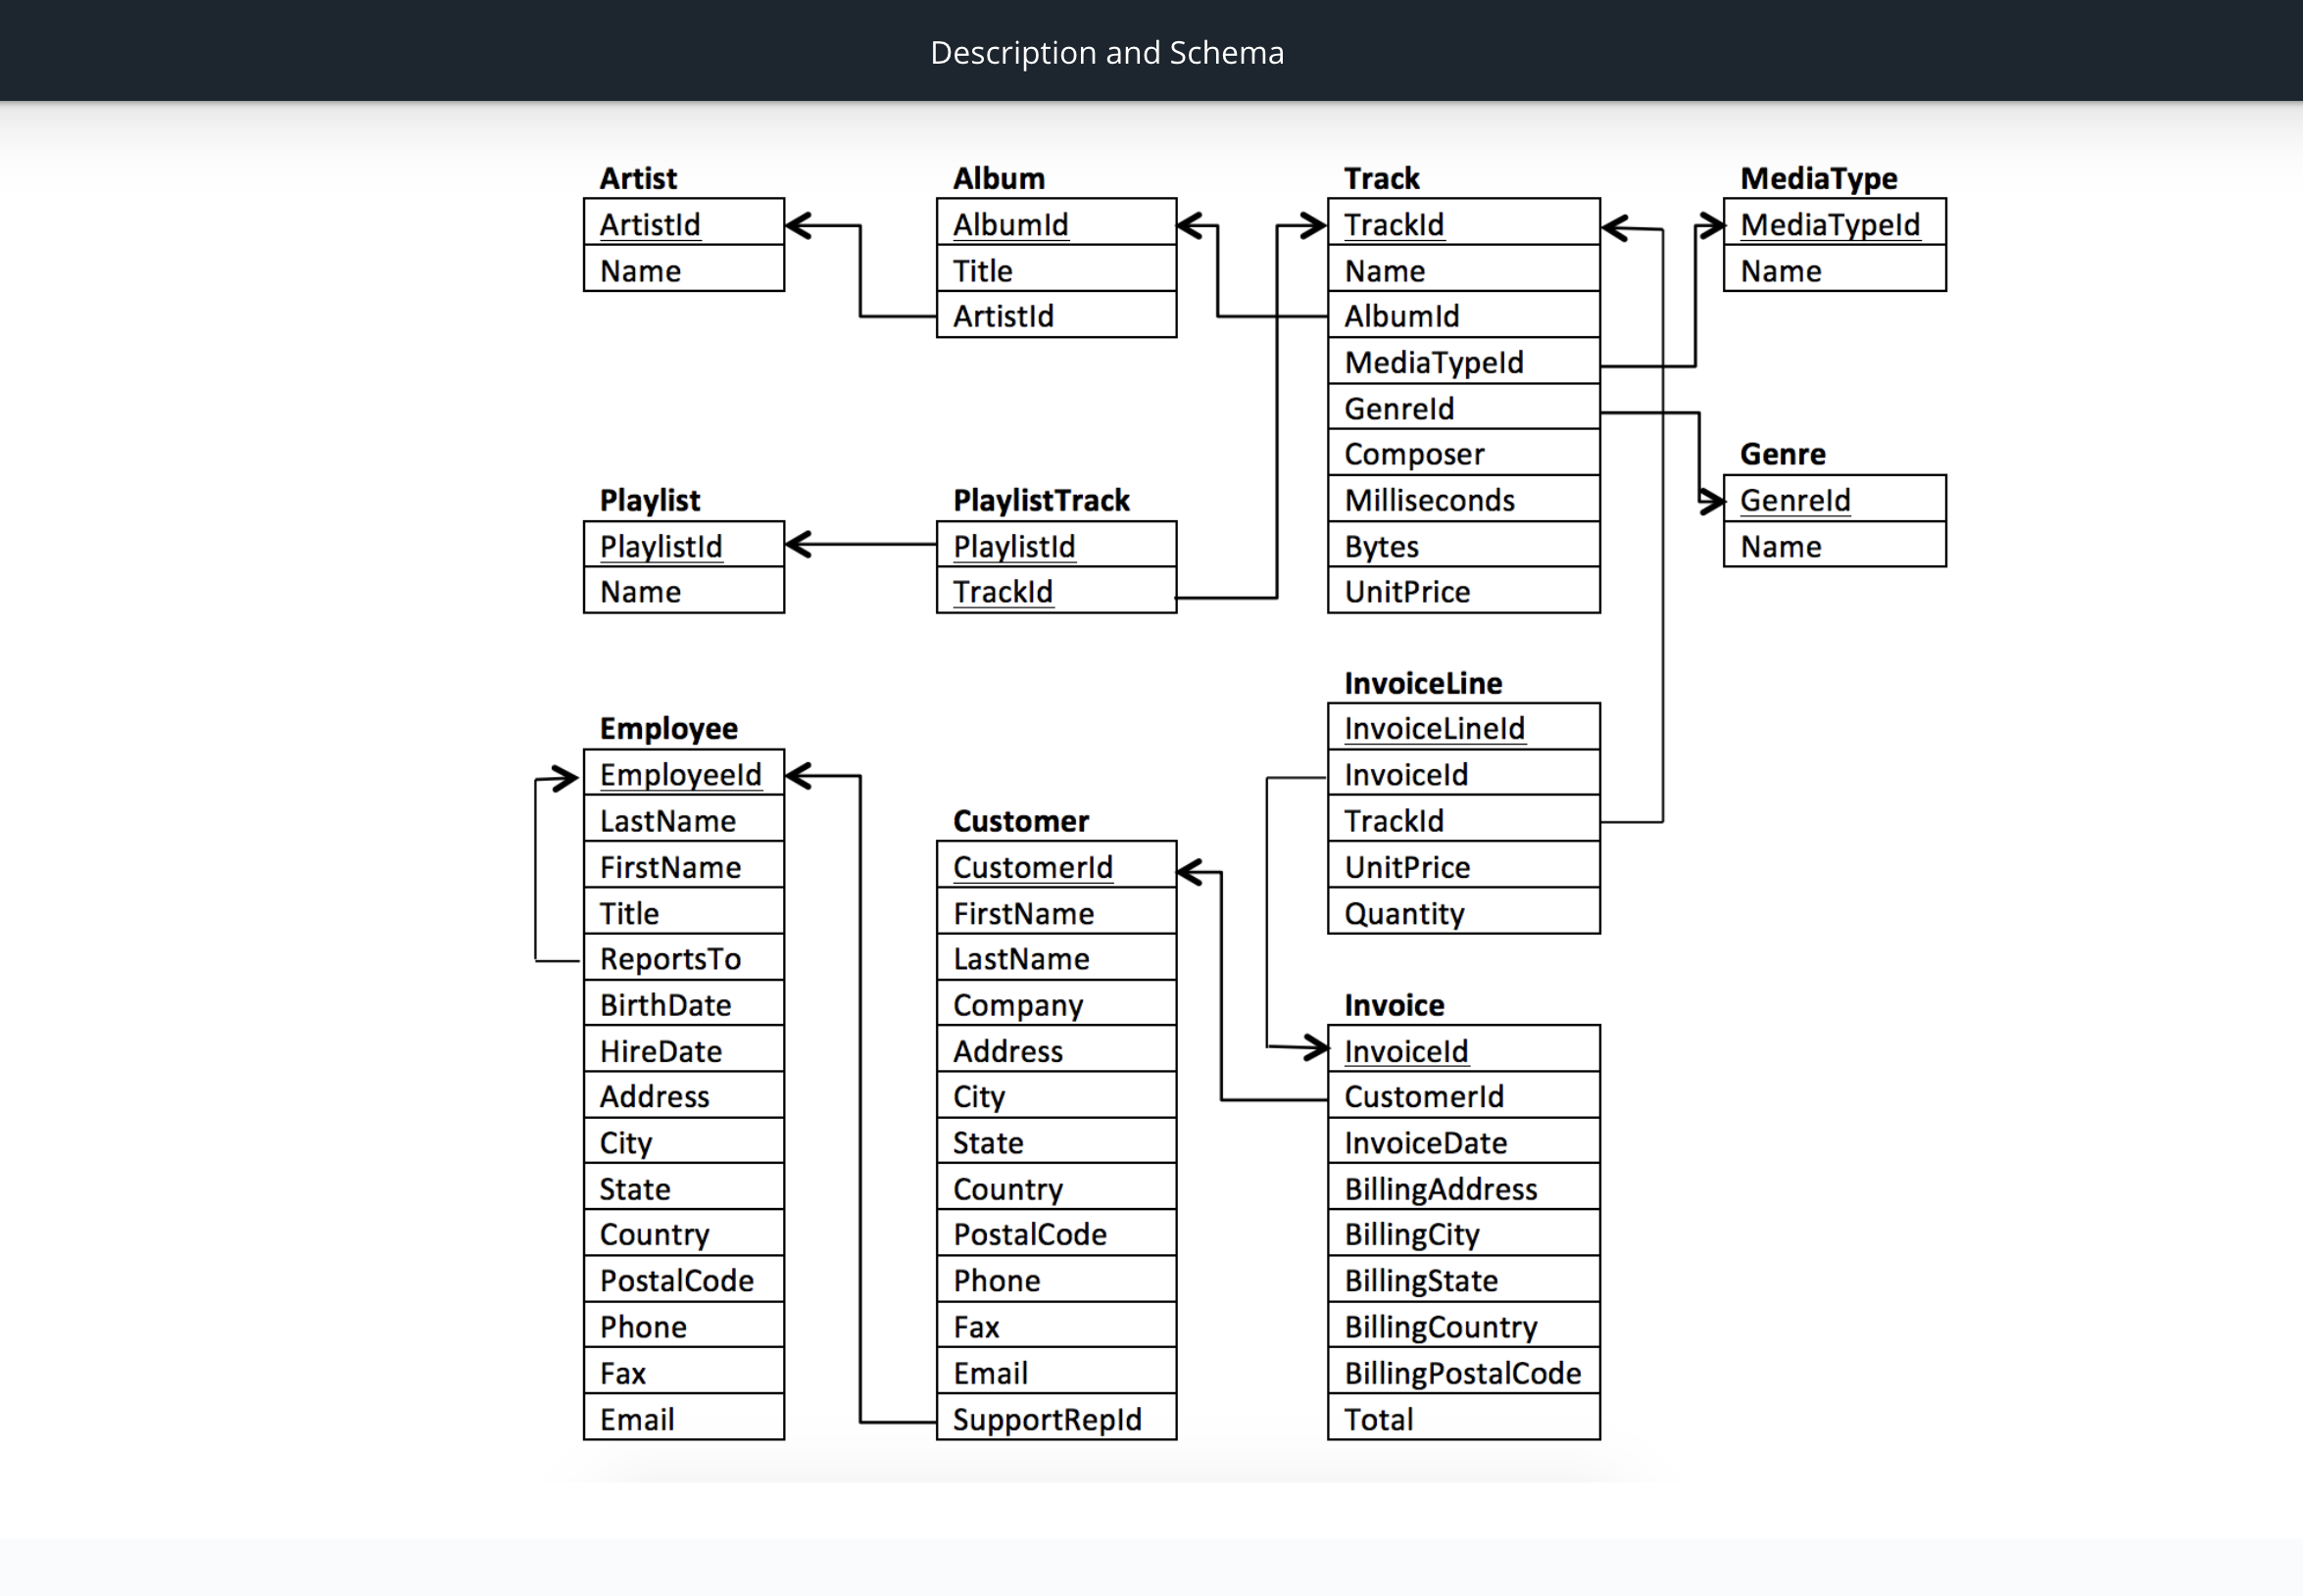 Description and Schema
Artist
ArtistId
Name
Album
AlbumId
Title
ArtistId
Track
TrackId
Name
AlbumId
MediaTypeId
GenreId
Composer
Milliseconds
Bytes
UnitPrice
MediaType
MediaTypeId
Name
Genre
GenreId
Name
Playlist
PlaylistId
Name
PlaylistTrack
PlaylistId
TrackId
Employee
EmployeeId
LastName
FirstName
Title
ReportsTo
BirthDate
HireDate
Address
City
State
Country
PostalCode
Phone
Fax
Email
Customer
CustomerId
FirstName
LastName
Company
Address
City
State
Country
PostalCode
Phone
Fax
Email
SupportRepId
InvoiceLine
InvoiceLineId
InvoiceId
TrackId
UnitPrice
Quantity
Invoice
InvoiceId
CustomerId
InvoiceDate
BillingAddress
BillingCity
BillingState
BillingCountry
BillingPostalCode
Total